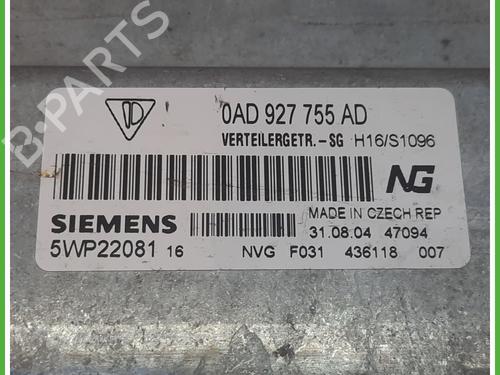 0AD 927 755 AD
VERTEILERGETR.-SG H16/S1096
NG
SIEMENS
MADE IN CZECH REP
31.08.04 47094
5WP22081 16 NVG F031 436118 007
B-PARTS